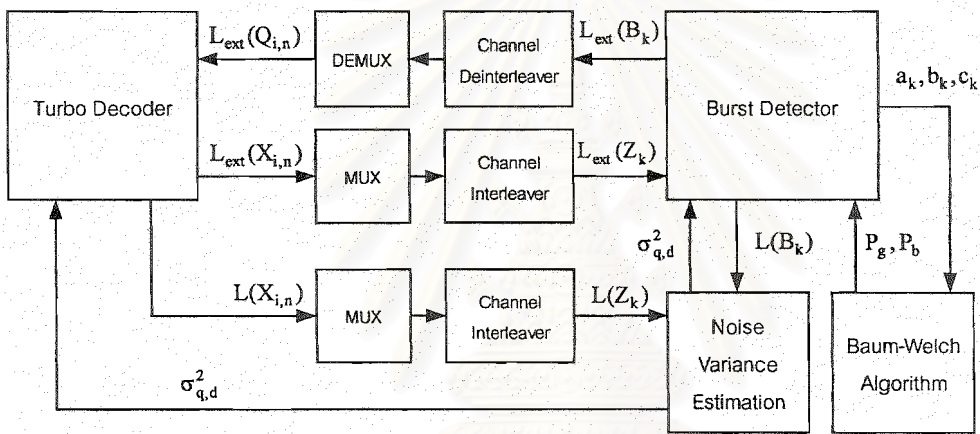 L_ext(Q_i,n)
DEMUX
Channel
Deinterleaver
L_ext(B_k)
Turbo Decoder
Burst Detector
a_k, b_k, c_k
L_ext(X_i,n)
MUX
Channel
Interleaver
L_ext(Z_k)
σ²_q,d
L(B_k)
P_g, P_b
L(X_i,n)
MUX
Channel
Interleaver
L(Z_k)
Noise
Variance
Estimation
Baum-Welch
Algorithm
σ²_q,d